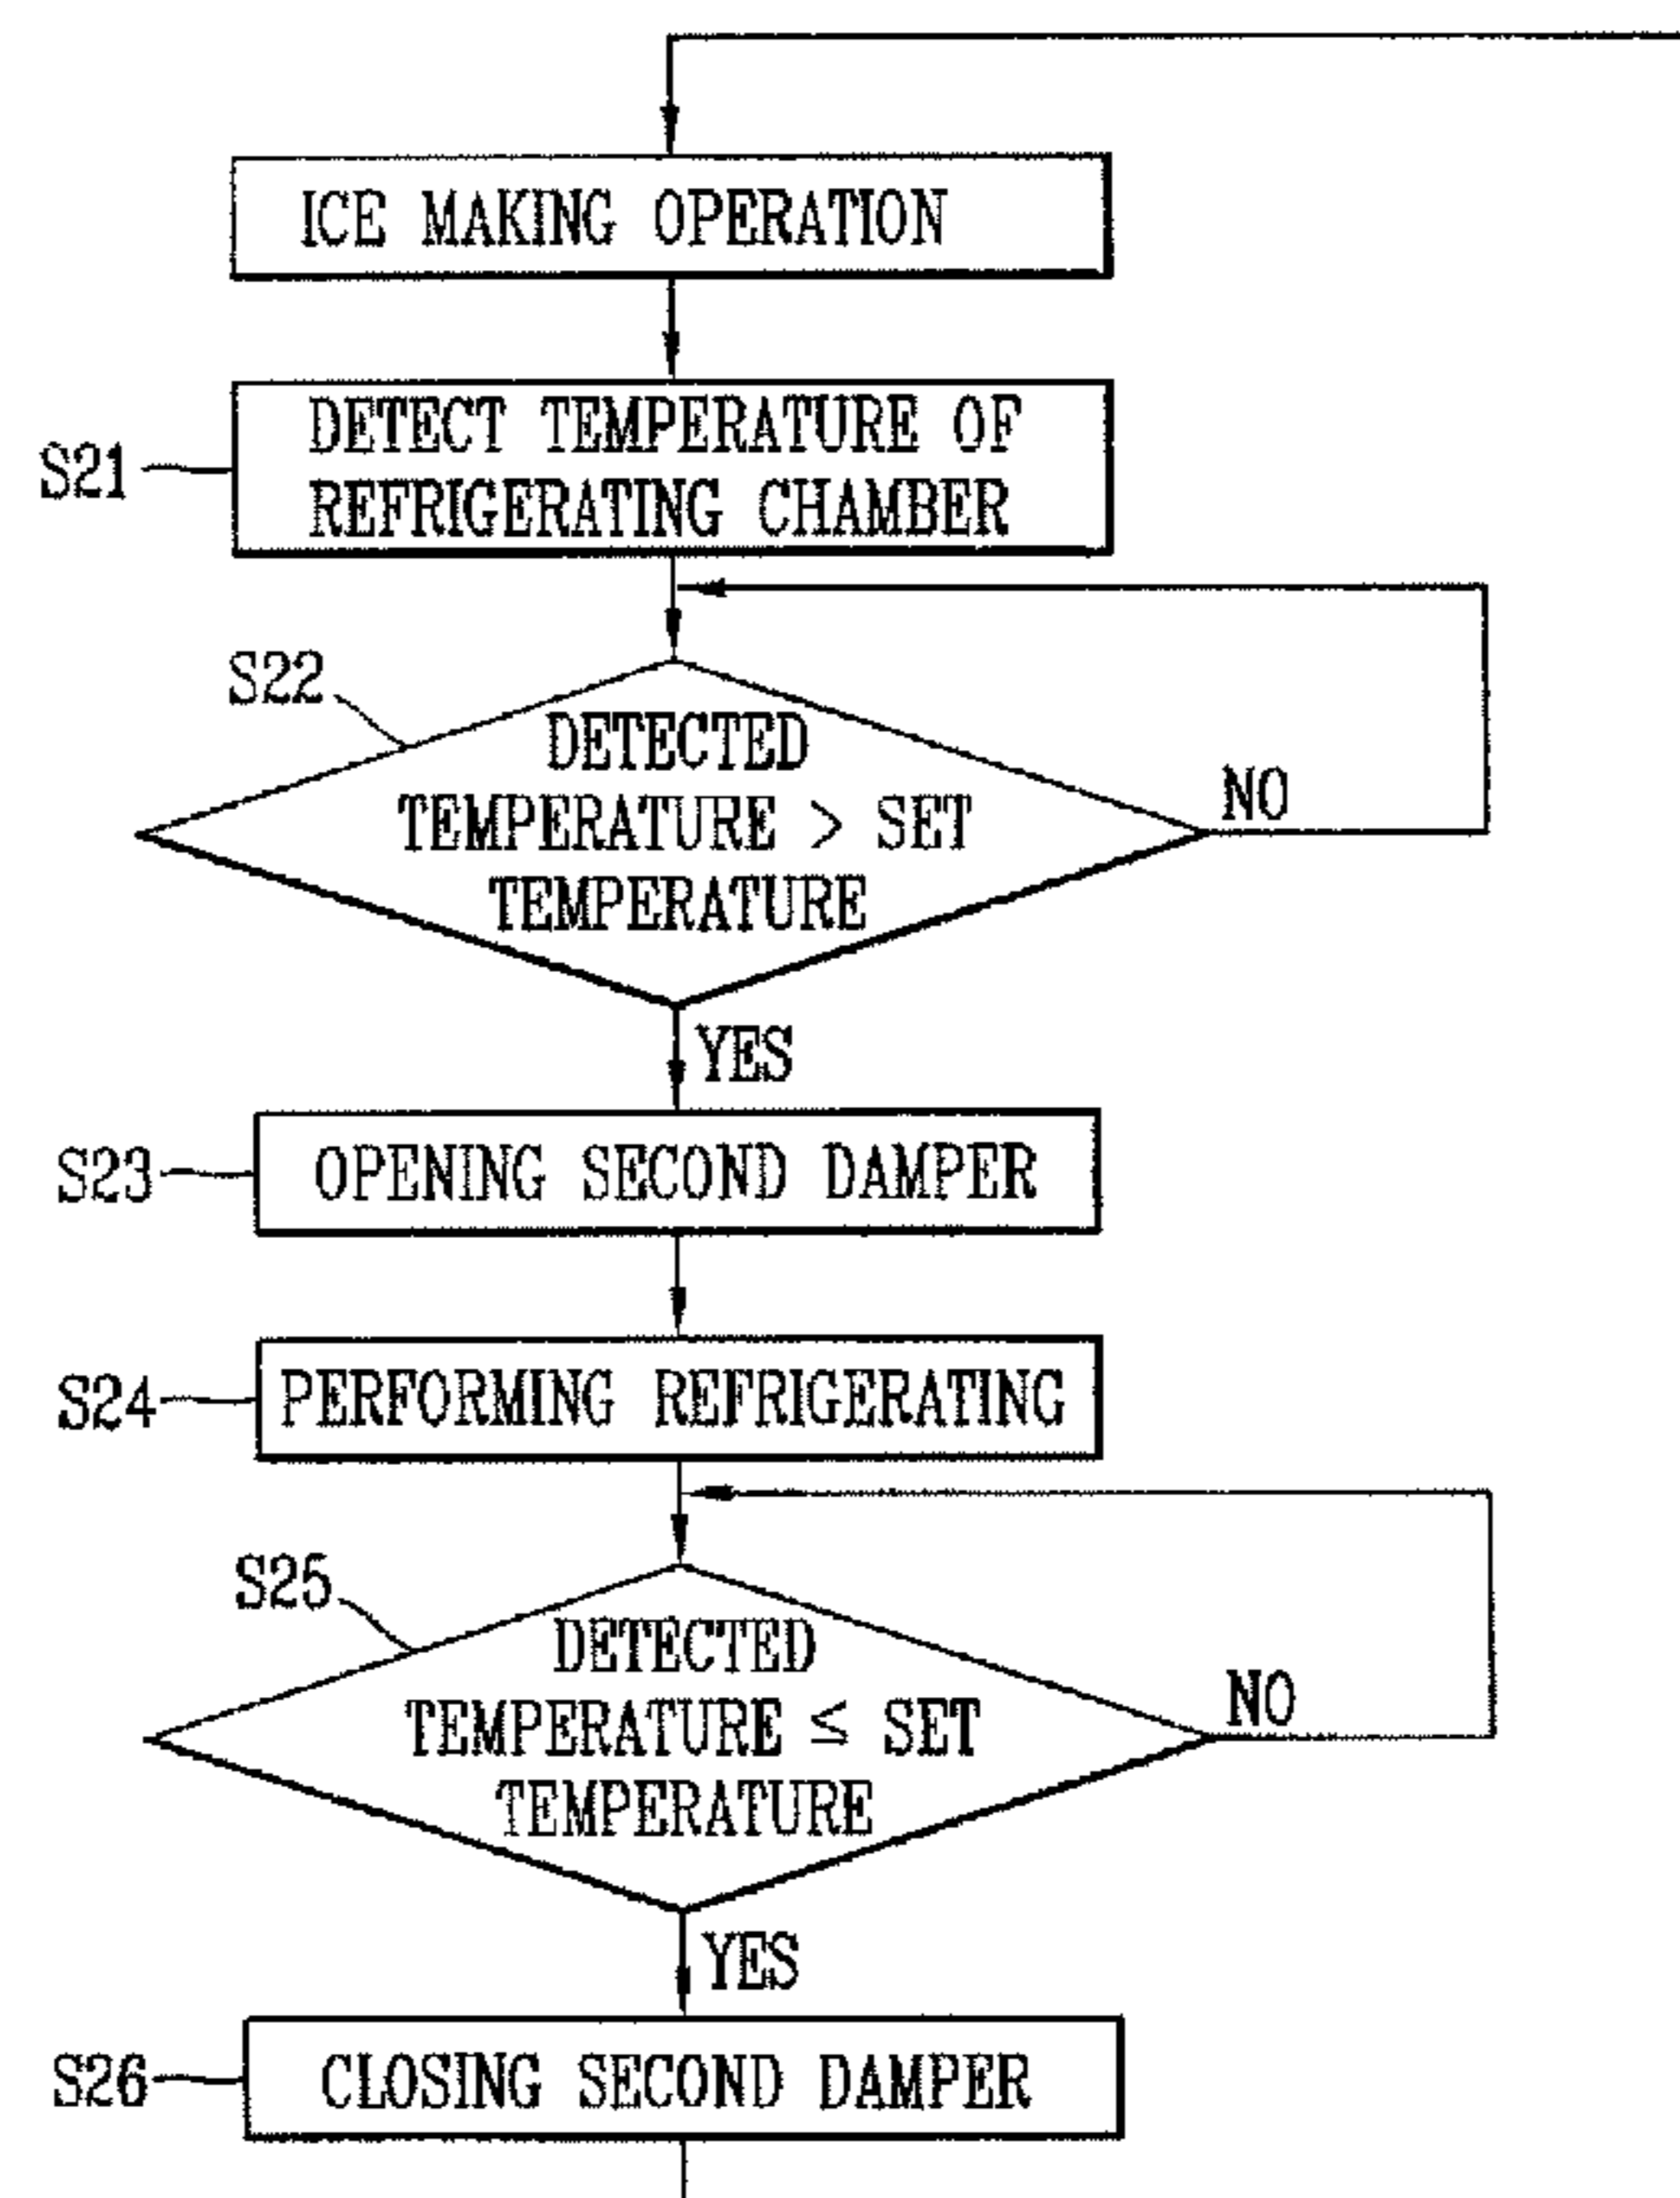 ICE MAKING OPERATION
DETECT TEMPERATURE OF
S21
REFRIGERATING CHAMBER
S22
DETECTED
TEMPERATURE > SET
NO
TEMPERATURE
YES
S23
OPENING SECOND DAMPER
S24
PERFORMING REFRIGERATING
S25
DETECTED
TEMPERATURE ≤ SET
NO
TEMPERATURE
YES
S26
CLOSING SECOND DAMPER